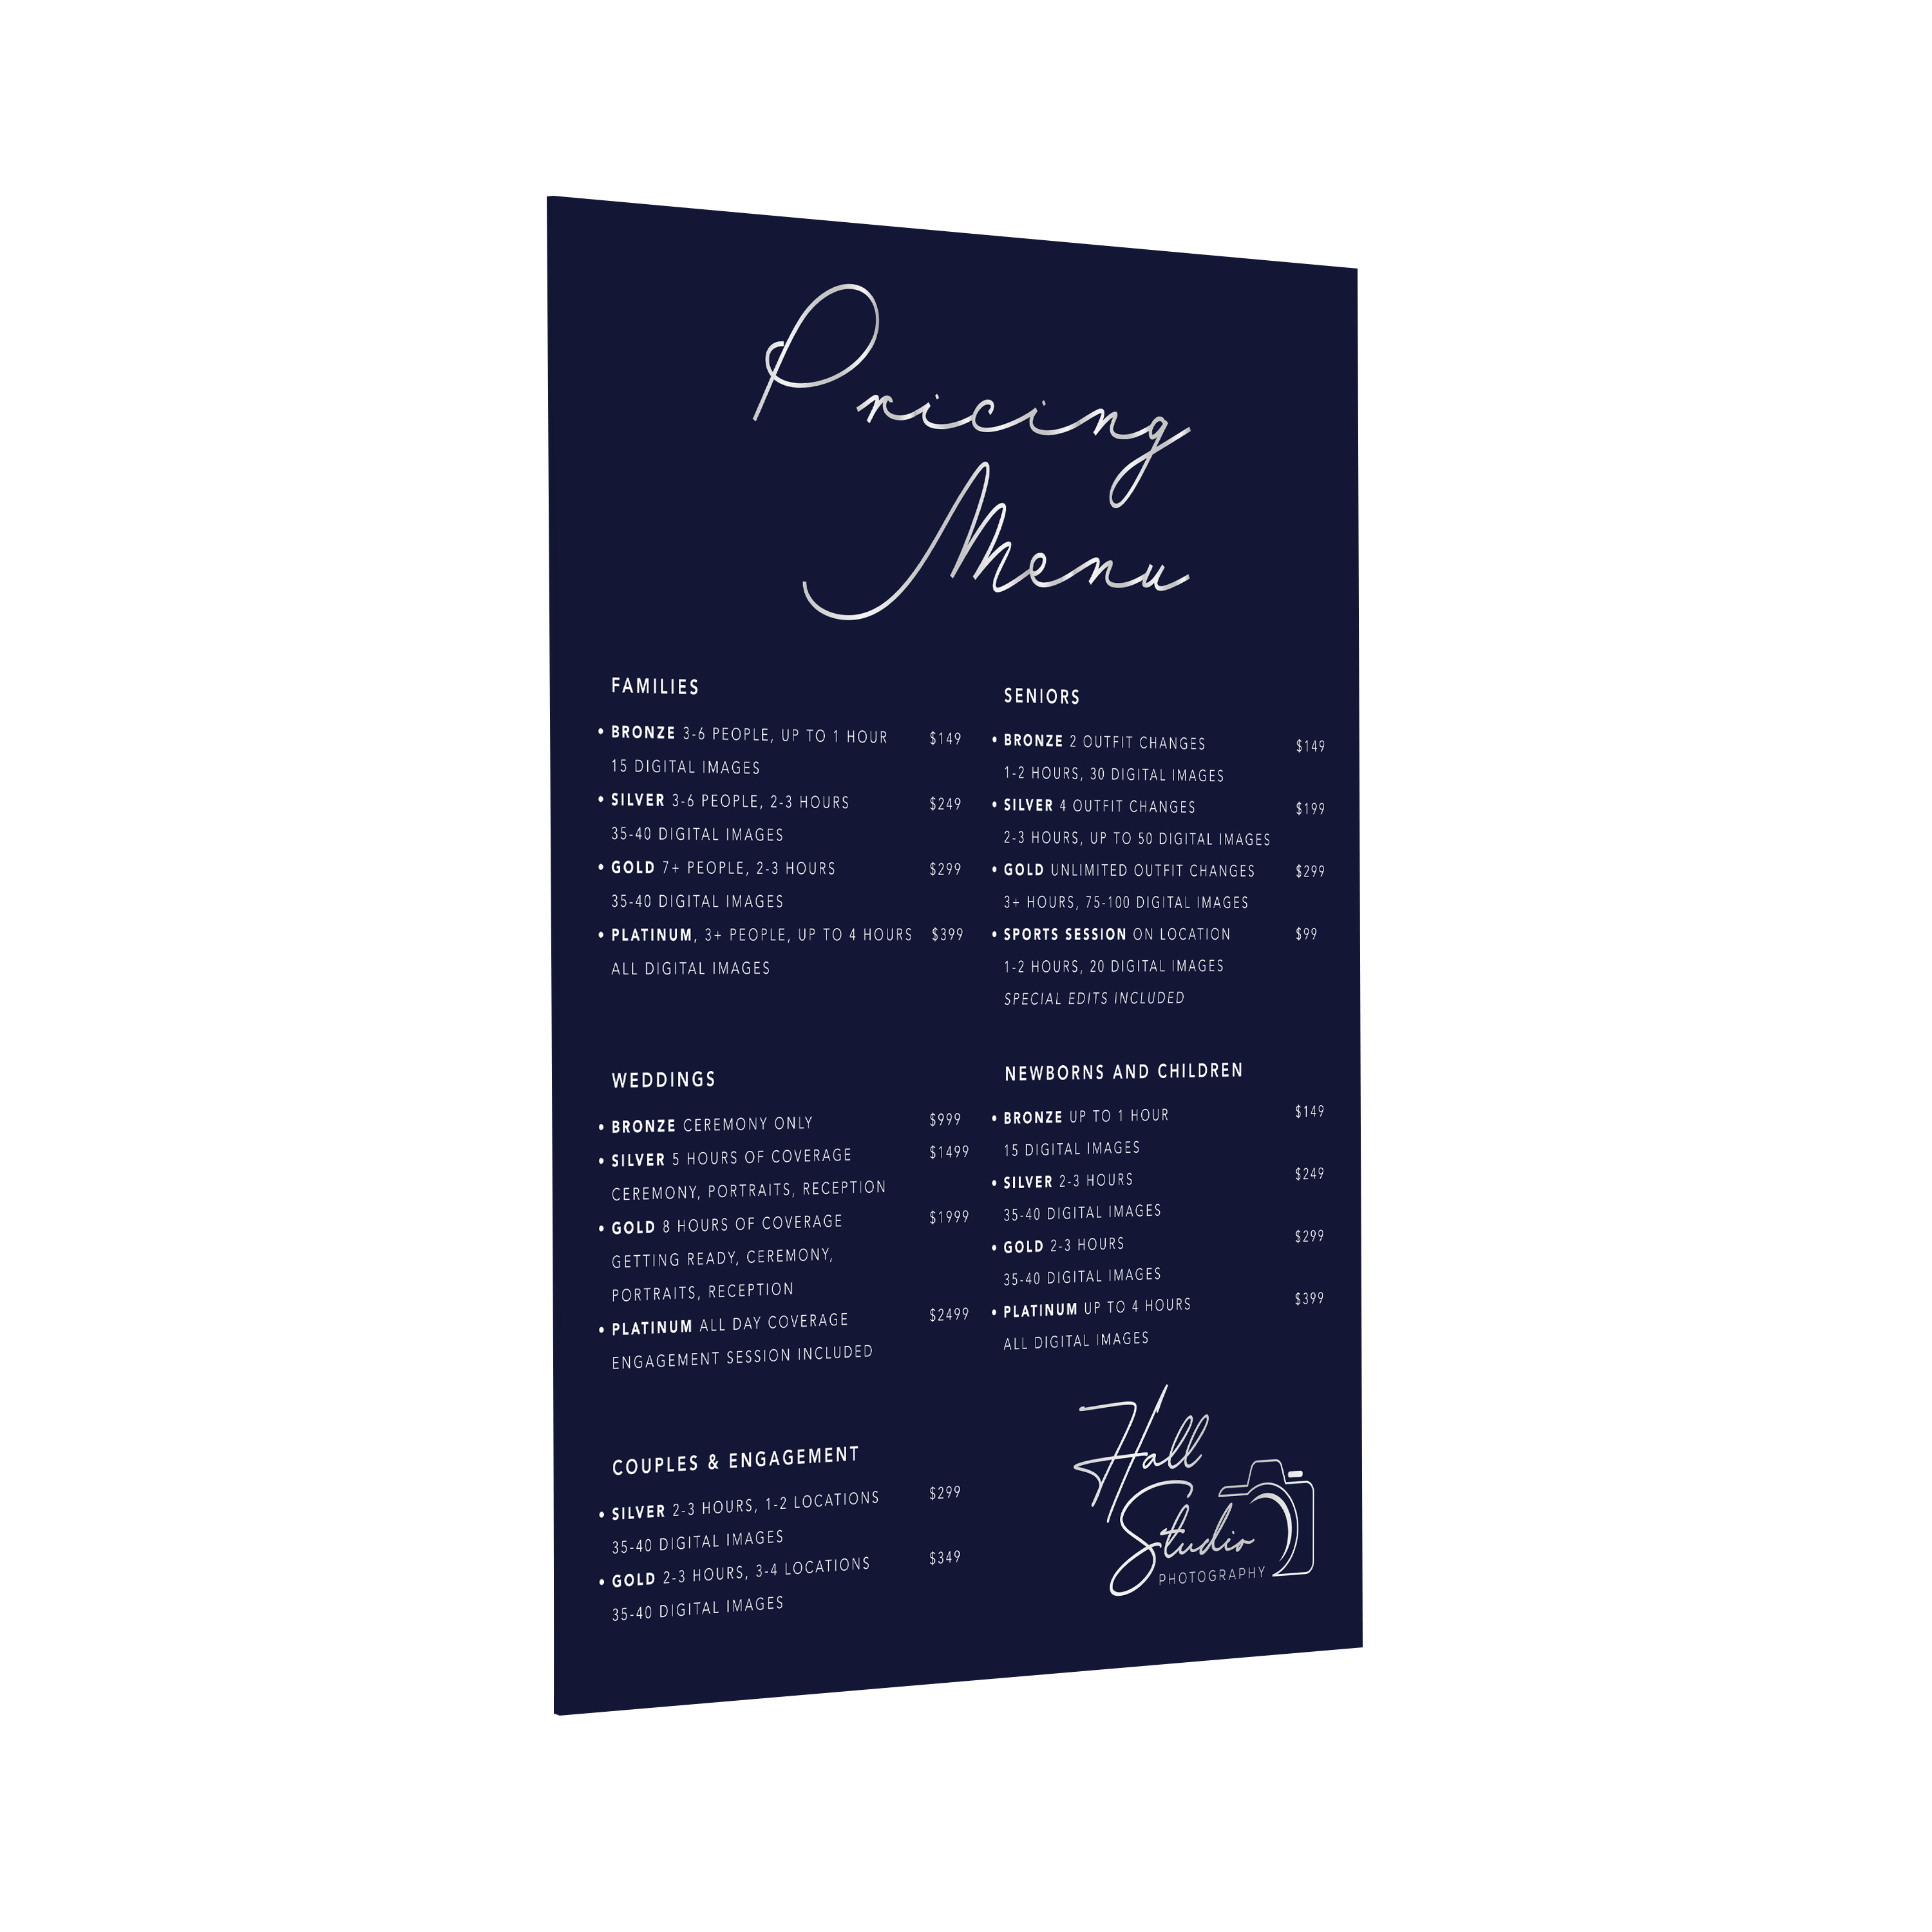 Pricing
Menu
FAMILIES
• BRONZE 3-6 PEOPLE, UP TO 1 HOUR $149
15 DIGITAL IMAGES
• SILVER 3-6 PEOPLE, 2-3 HOURS $249
35-40 DIGITAL IMAGES
• GOLD 7+ PEOPLE, 2-3 HOURS $299
35-40 DIGITAL IMAGES
• PLATINUM, 3+ PEOPLE, UP TO 4 HOURS $399
ALL DIGITAL IMAGES
WEDDINGS
• BRONZE CEREMONY ONLY $999
• SILVER 5 HOURS OF COVERAGE $1499
CEREMONY, PORTRAITS, RECEPTION
• GOLD 8 HOURS OF COVERAGE $1999
GETTING READY, CEREMONY,
PORTRAITS, RECEPTION
• PLATINUM ALL DAY COVERAGE $2499
ENGAGEMENT SESSION INCLUDED
COUPLES & ENGAGEMENT
• SILVER 2-3 HOURS, 1-2 LOCATIONS $299
35-40 DIGITAL IMAGES
• GOLD 2-3 HOURS, 3-4 LOCATIONS $349
35-40 DIGITAL IMAGES
SENIORS
• BRONZE 2 OUTFIT CHANGES $149
1-2 HOURS, 30 DIGITAL IMAGES
• SILVER 4 OUTFIT CHANGES $199
2-3 HOURS, UP TO 50 DIGITAL IMAGES
• GOLD UNLIMITED OUTFIT CHANGES $299
3+ HOURS, 75-100 DIGITAL IMAGES
• SPORTS SESSION ON LOCATION $99
1-2 HOURS, 20 DIGITAL IMAGES
SPECIAL EDITS INCLUDED
NEWBORNS AND CHILDREN
• BRONZE UP TO 1 HOUR $149
15 DIGITAL IMAGES
• SILVER 2-3 HOURS $249
35-40 DIGITAL IMAGES
• GOLD 2-3 HOURS $299
35-40 DIGITAL IMAGES
• PLATINUM UP TO 4 HOURS $399
ALL DIGITAL IMAGES
Hall
Studio
PHOTOGRAPHY